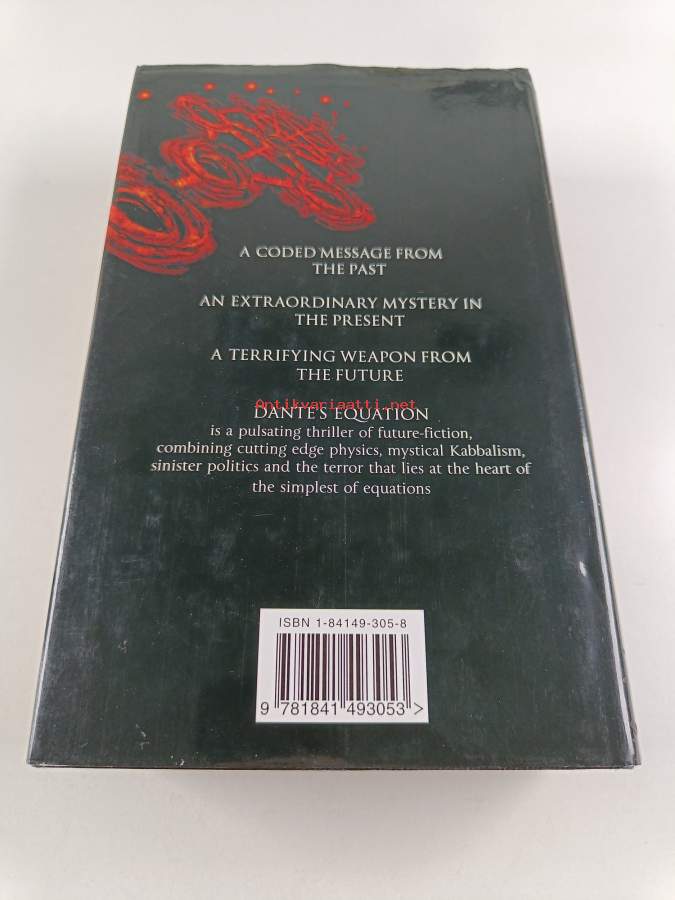 A CODED MESSAGE FROM
THE PAST
AN EXTRAORDINARY MYSTERY IN
THE PRESENT
A TERRIFYING WEAPON FROM
THE FUTURE
Antikvariaatti.net
DANTE'S EQUATION
is a pulsating thriller of future-fiction,
combining cutting edge physics, mystical Kabbalism,
sinister politics and the terror that lies at the heart of
the simplest of equations
ISBN 1-84149-305-8
9 781841 493053 >